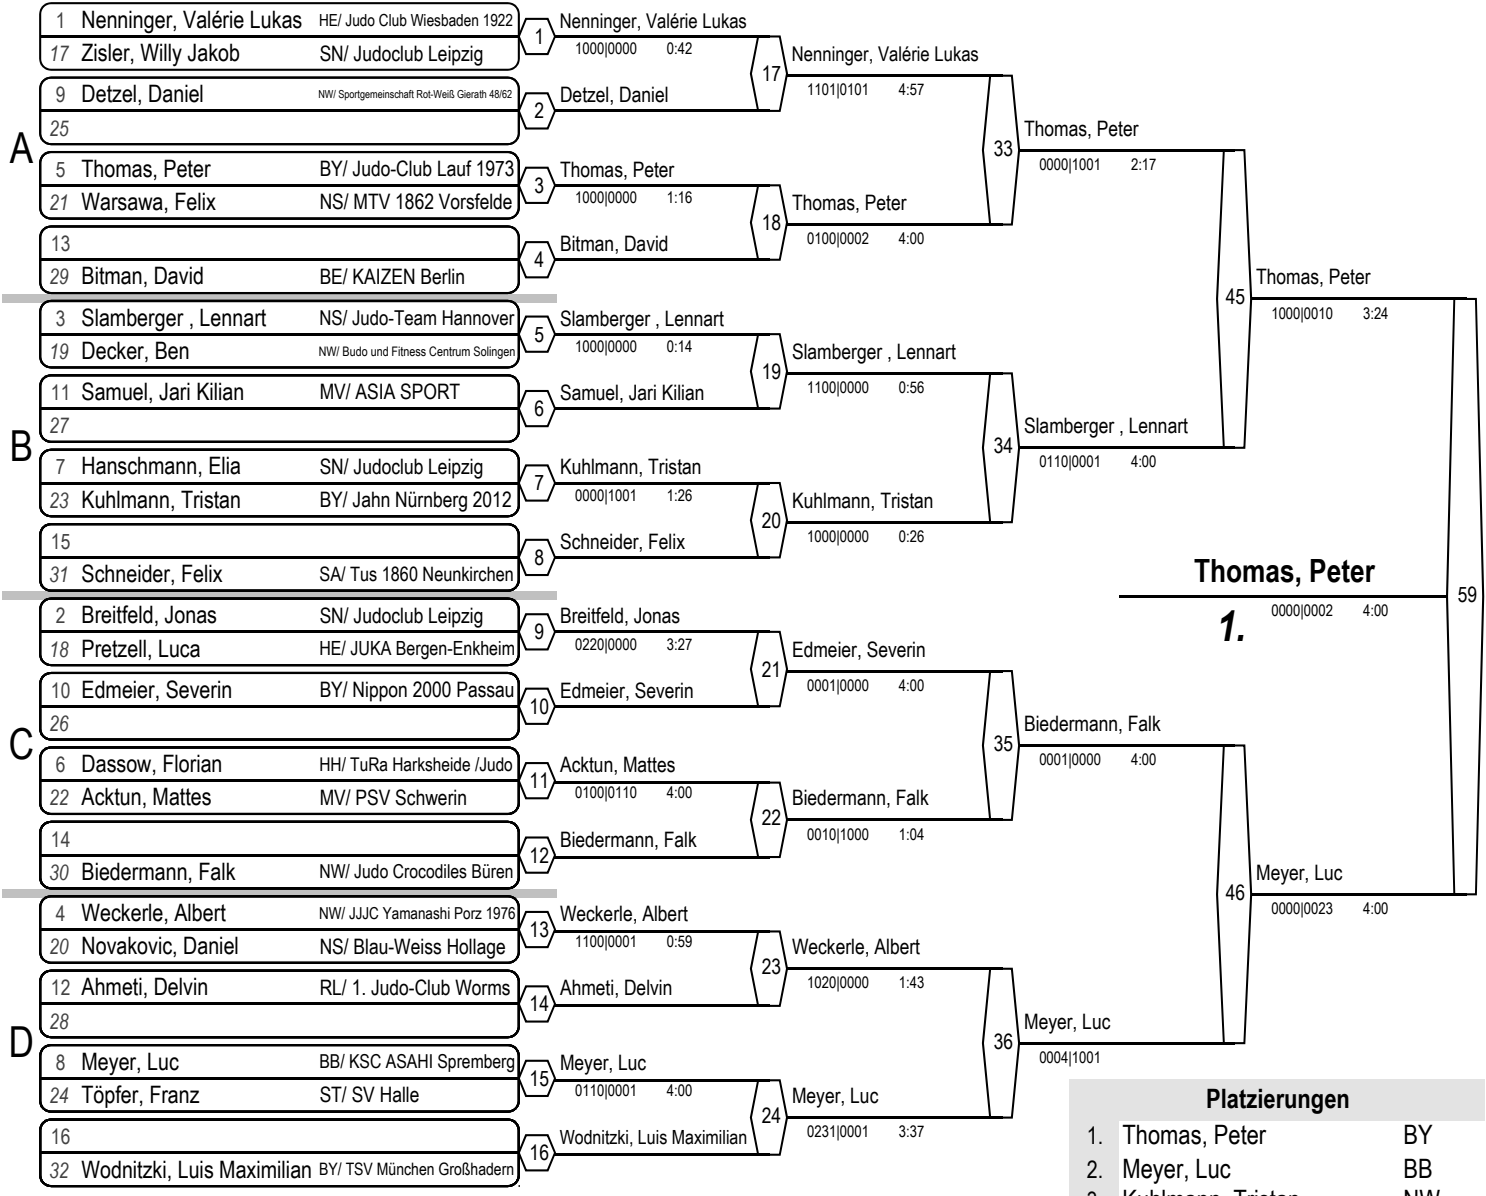 1 Nenninger, Valérie Lukas HE/ Judo Club Wiesbaden 1922
17 Zisler, Willy Jakob SN/ Judoclub Leipzig
9 Detzel, Daniel NW/ Sportgemeinschaft Rot-Weiß Gierath 48/62
25
A
5 Thomas, Peter BY/ Judo-Club Lauf 1973
21 Warsawa, Felix NS/ MTV 1862 Vorsfelde
13
29 Bitman, David BE/ KAIZEN Berlin
3 Slamberger , Lennart NS/ Judo-Team Hannover
19 Decker, Ben NW/ Budo und Fitness Centrum Solingen
11 Samuel, Jari Kilian MV/ ASIA SPORT
27
B
7 Hanschmann, Elia SN/ Judoclub Leipzig
23 Kuhlmann, Tristan BY/ Jahn Nürnberg 2012
15
31 Schneider, Felix SA/ Tus 1860 Neunkirchen
2 Breitfeld, Jonas SN/ Judoclub Leipzig
18 Pretzell, Luca HE/ JUKA Bergen-Enkheim
10 Edmeier, Severin BY/ Nippon 2000 Passau
26
C
6 Dassow, Florian HH/ TuRa Harksheide /Judo
22 Acktun, Mattes MV/ PSV Schwerin
14
30 Biedermann, Falk NW/ Judo Crocodiles Büren
4 Weckerle, Albert NW/ JJJC Yamanashi Porz 1976
20 Novakovic, Daniel NS/ Blau-Weiss Hollage
12 Ahmeti, Delvin RL/ 1. Judo-Club Worms
28
D
8 Meyer, Luc BB/ KSC ASAHI Spremberg
24 Töpfer, Franz ST/ SV Halle
16
32 Wodnitzki, Luis Maximilian BY/ TSV München Großhadern
1 Nenninger, Valérie Lukas
1000|0000 0:42
2 Detzel, Daniel
3 Thomas, Peter
1000|0000 1:16
4 Bitman, David
5 Slamberger , Lennart
1000|0000 0:14
6 Samuel, Jari Kilian
7 Kuhlmann, Tristan
0000|1001 1:26
8 Schneider, Felix
9 Breitfeld, Jonas
0220|0000 3:27
10 Edmeier, Severin
11 Acktun, Mattes
0100|0110 4:00
12 Biedermann, Falk
13 Weckerle, Albert
1100|0001 0:59
14 Ahmeti, Delvin
15 Meyer, Luc
0110|0001 4:00
16 Wodnitzki, Luis Maximilian
17 Nenninger, Valérie Lukas
1101|0101 4:57
18 Thomas, Peter
0100|0002 4:00
19 Slamberger , Lennart
1100|0000 0:56
20 Kuhlmann, Tristan
1000|0000 0:26
21 Edmeier, Severin
0001|0000 4:00
22 Biedermann, Falk
0010|1000 1:04
23 Weckerle, Albert
1020|0000 1:43
24 Meyer, Luc
0231|0001 3:37
33 Thomas, Peter
0000|1001 2:17
34 Slamberger , Lennart
0110|0001 4:00
35 Biedermann, Falk
0001|0000 4:00
36 Meyer, Luc
0004|1001
45 Thomas, Peter
1000|0010 3:24
46 Meyer, Luc
0000|0023 4:00
Thomas, Peter
59
1. 0000|0002 4:00
Platzierungen
1. Thomas, Peter BY
2. Meyer, Luc BB
Kuhlmann, Tristan NW